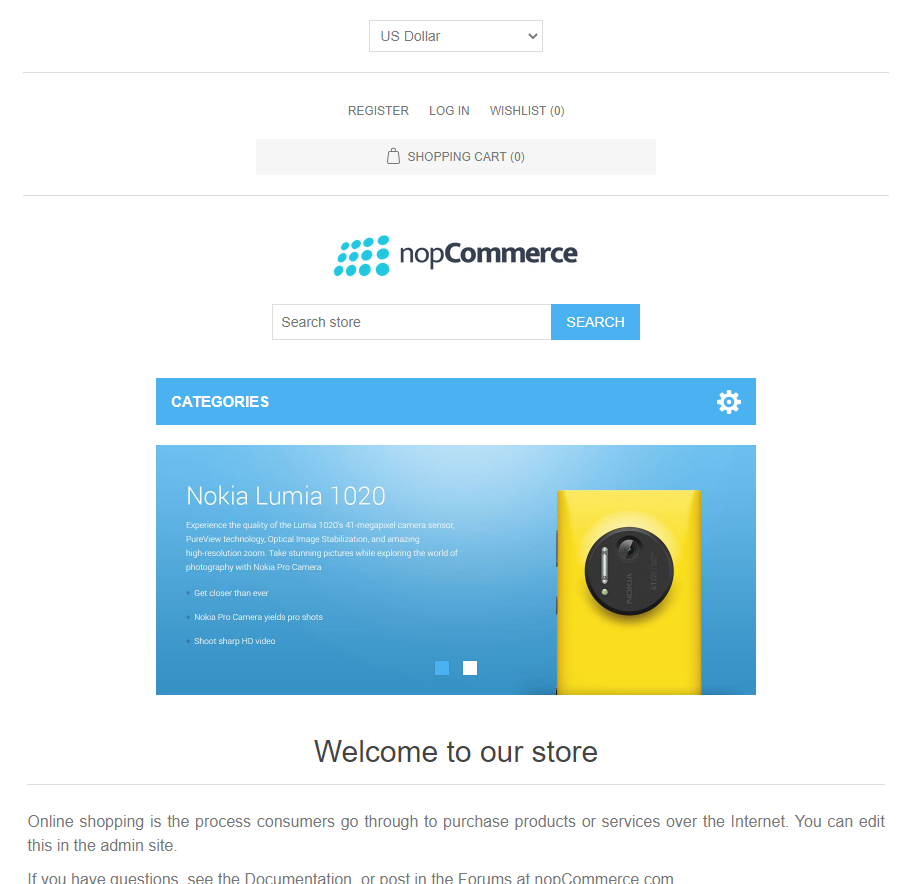 US Dollar
REGISTER LOG IN WISHLIST (0)
SHOPPING CART (0)
nopCommerce
Search store SEARCH
CATEGORIES
Nokia Lumia 1020
Experience the quality of the Lumia 1020's 41-megapixel camera sensor,
PureView technology, Optical Image Stabilization, and amazing
high-resolution zoom. Take stunning pictures while exploring the world of
photography with Nokia Pro Camera.
Get closer than ever
Nokia Pro Camera yields pro shots
Shoot sharp HD video
NOKIA
Welcome to our store
Online shopping is the process consumers go through to purchase products or services over the Internet. You can edit
this in the admin site.
If you have questions, see the Documentation, or post in the Forums at nopCommerce.com